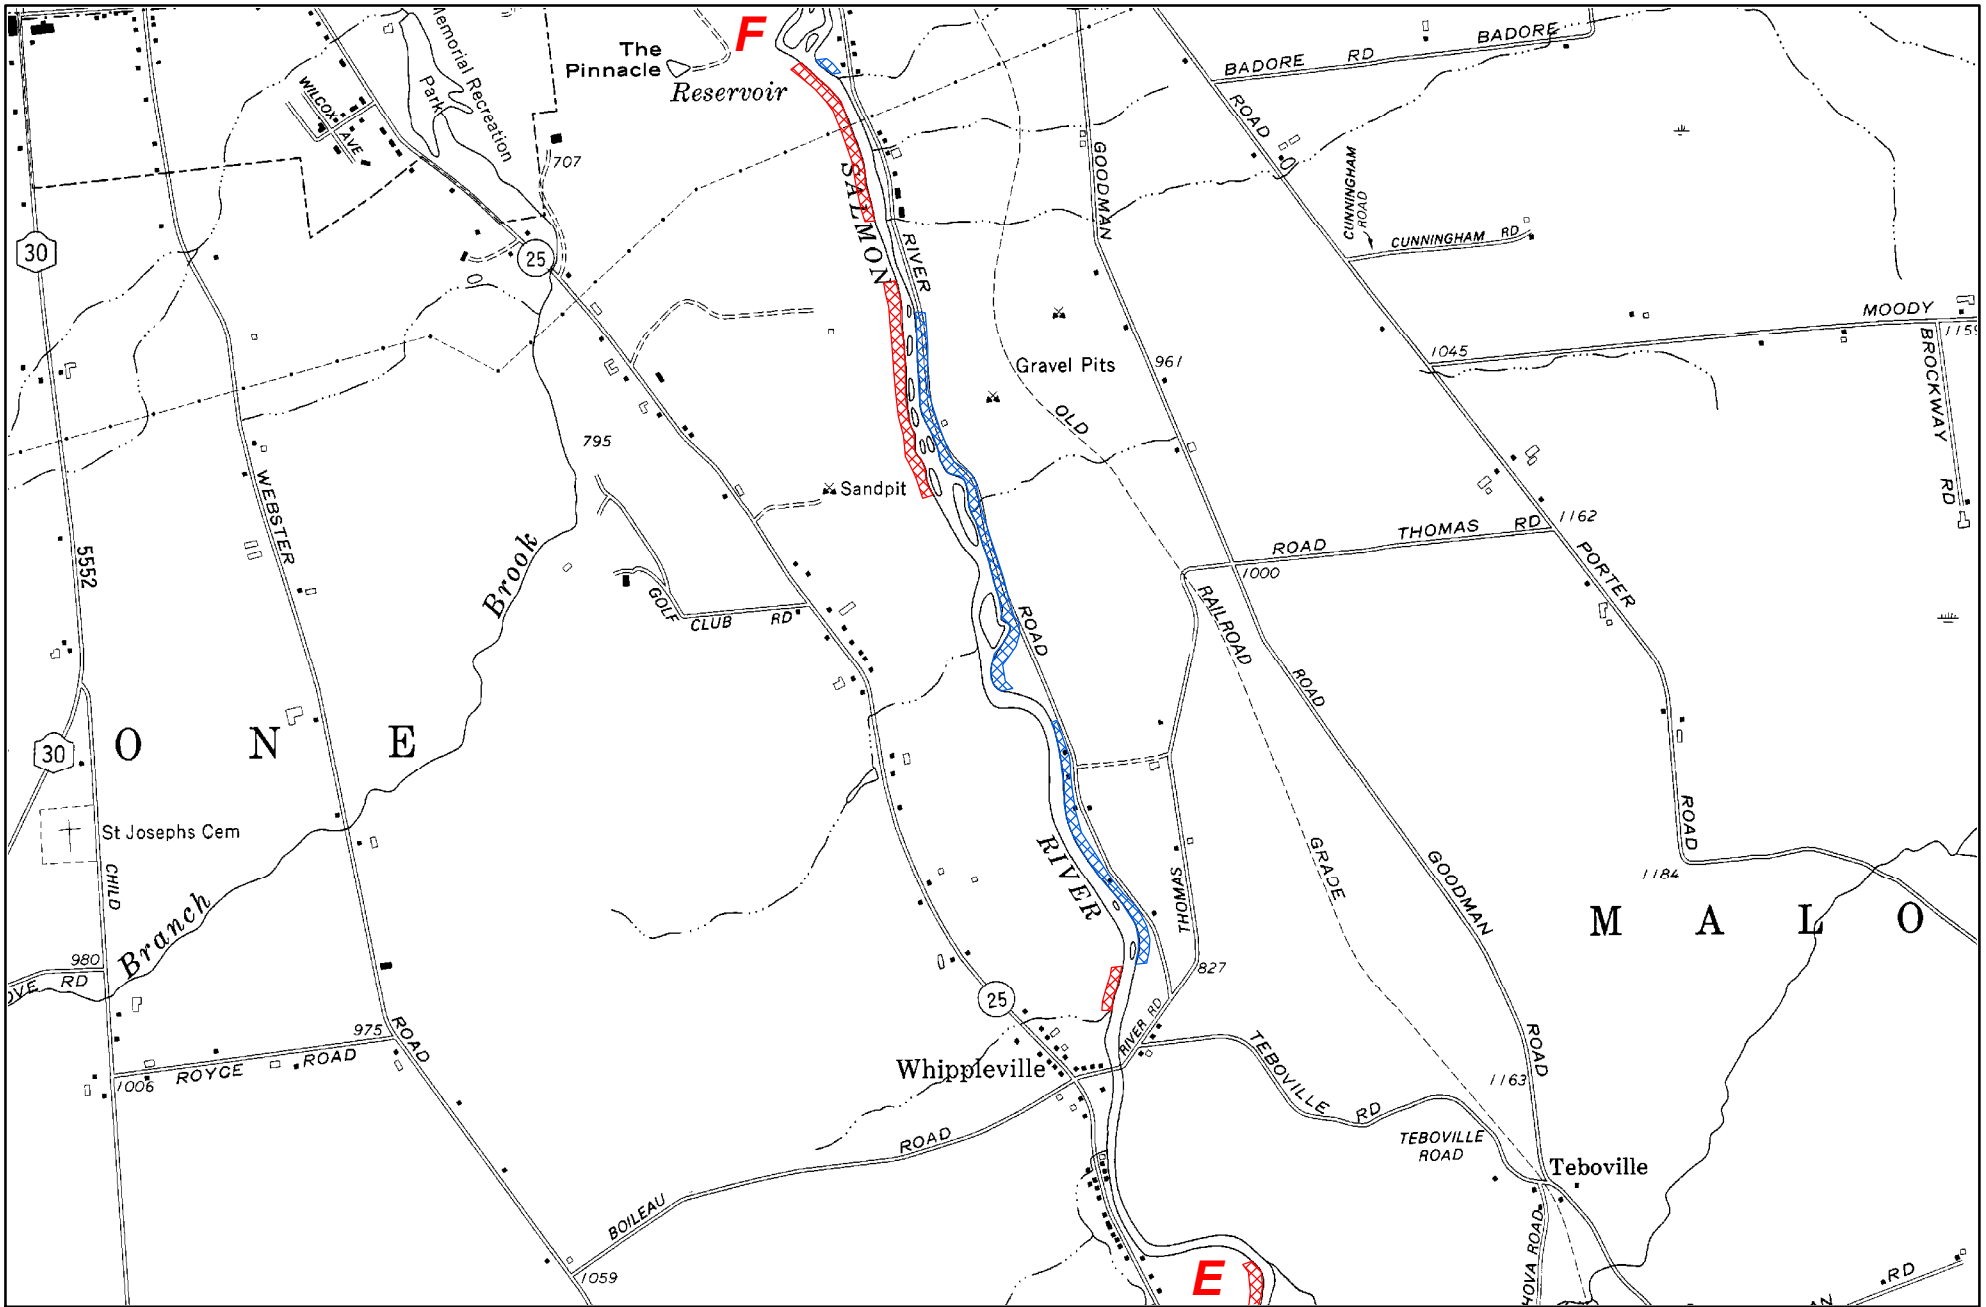 F
The
Pinnacle
Reservoir
Memorial Recreation
Park
WILCOX
AVE
707
BADORE RD BADORE
ROAD
GOODMAN
CUNNINGHAM
ROAD
CUNNINGHAM RD
30
25
SALMON
RIVER
MOODY
1159
1045
BROCKWAY
RD
961
Gravel Pits
OLD
795
Sandpit
WEBSTER
5552
Brook
GOLF
CLUB RD
ROAD
ROAD THOMAS RD
1162
1000
PORTER
RAILROAD
ROAD
30
O N E
St Josephs Cem
CHILD
Branch
980
RD
RIVER
THOMAS
GRADE
GOODMAN
ROAD
1184
M A L O
827
25
975
ROAD
ROYCE ROAD
1006
Whippleville
RIVER RD
TEBOVILLE
RD
ROAD
1163
TEBOVILLE
ROAD
Teboville
BOILEAU
ROAD
1059
E
HOVA ROAD
RD